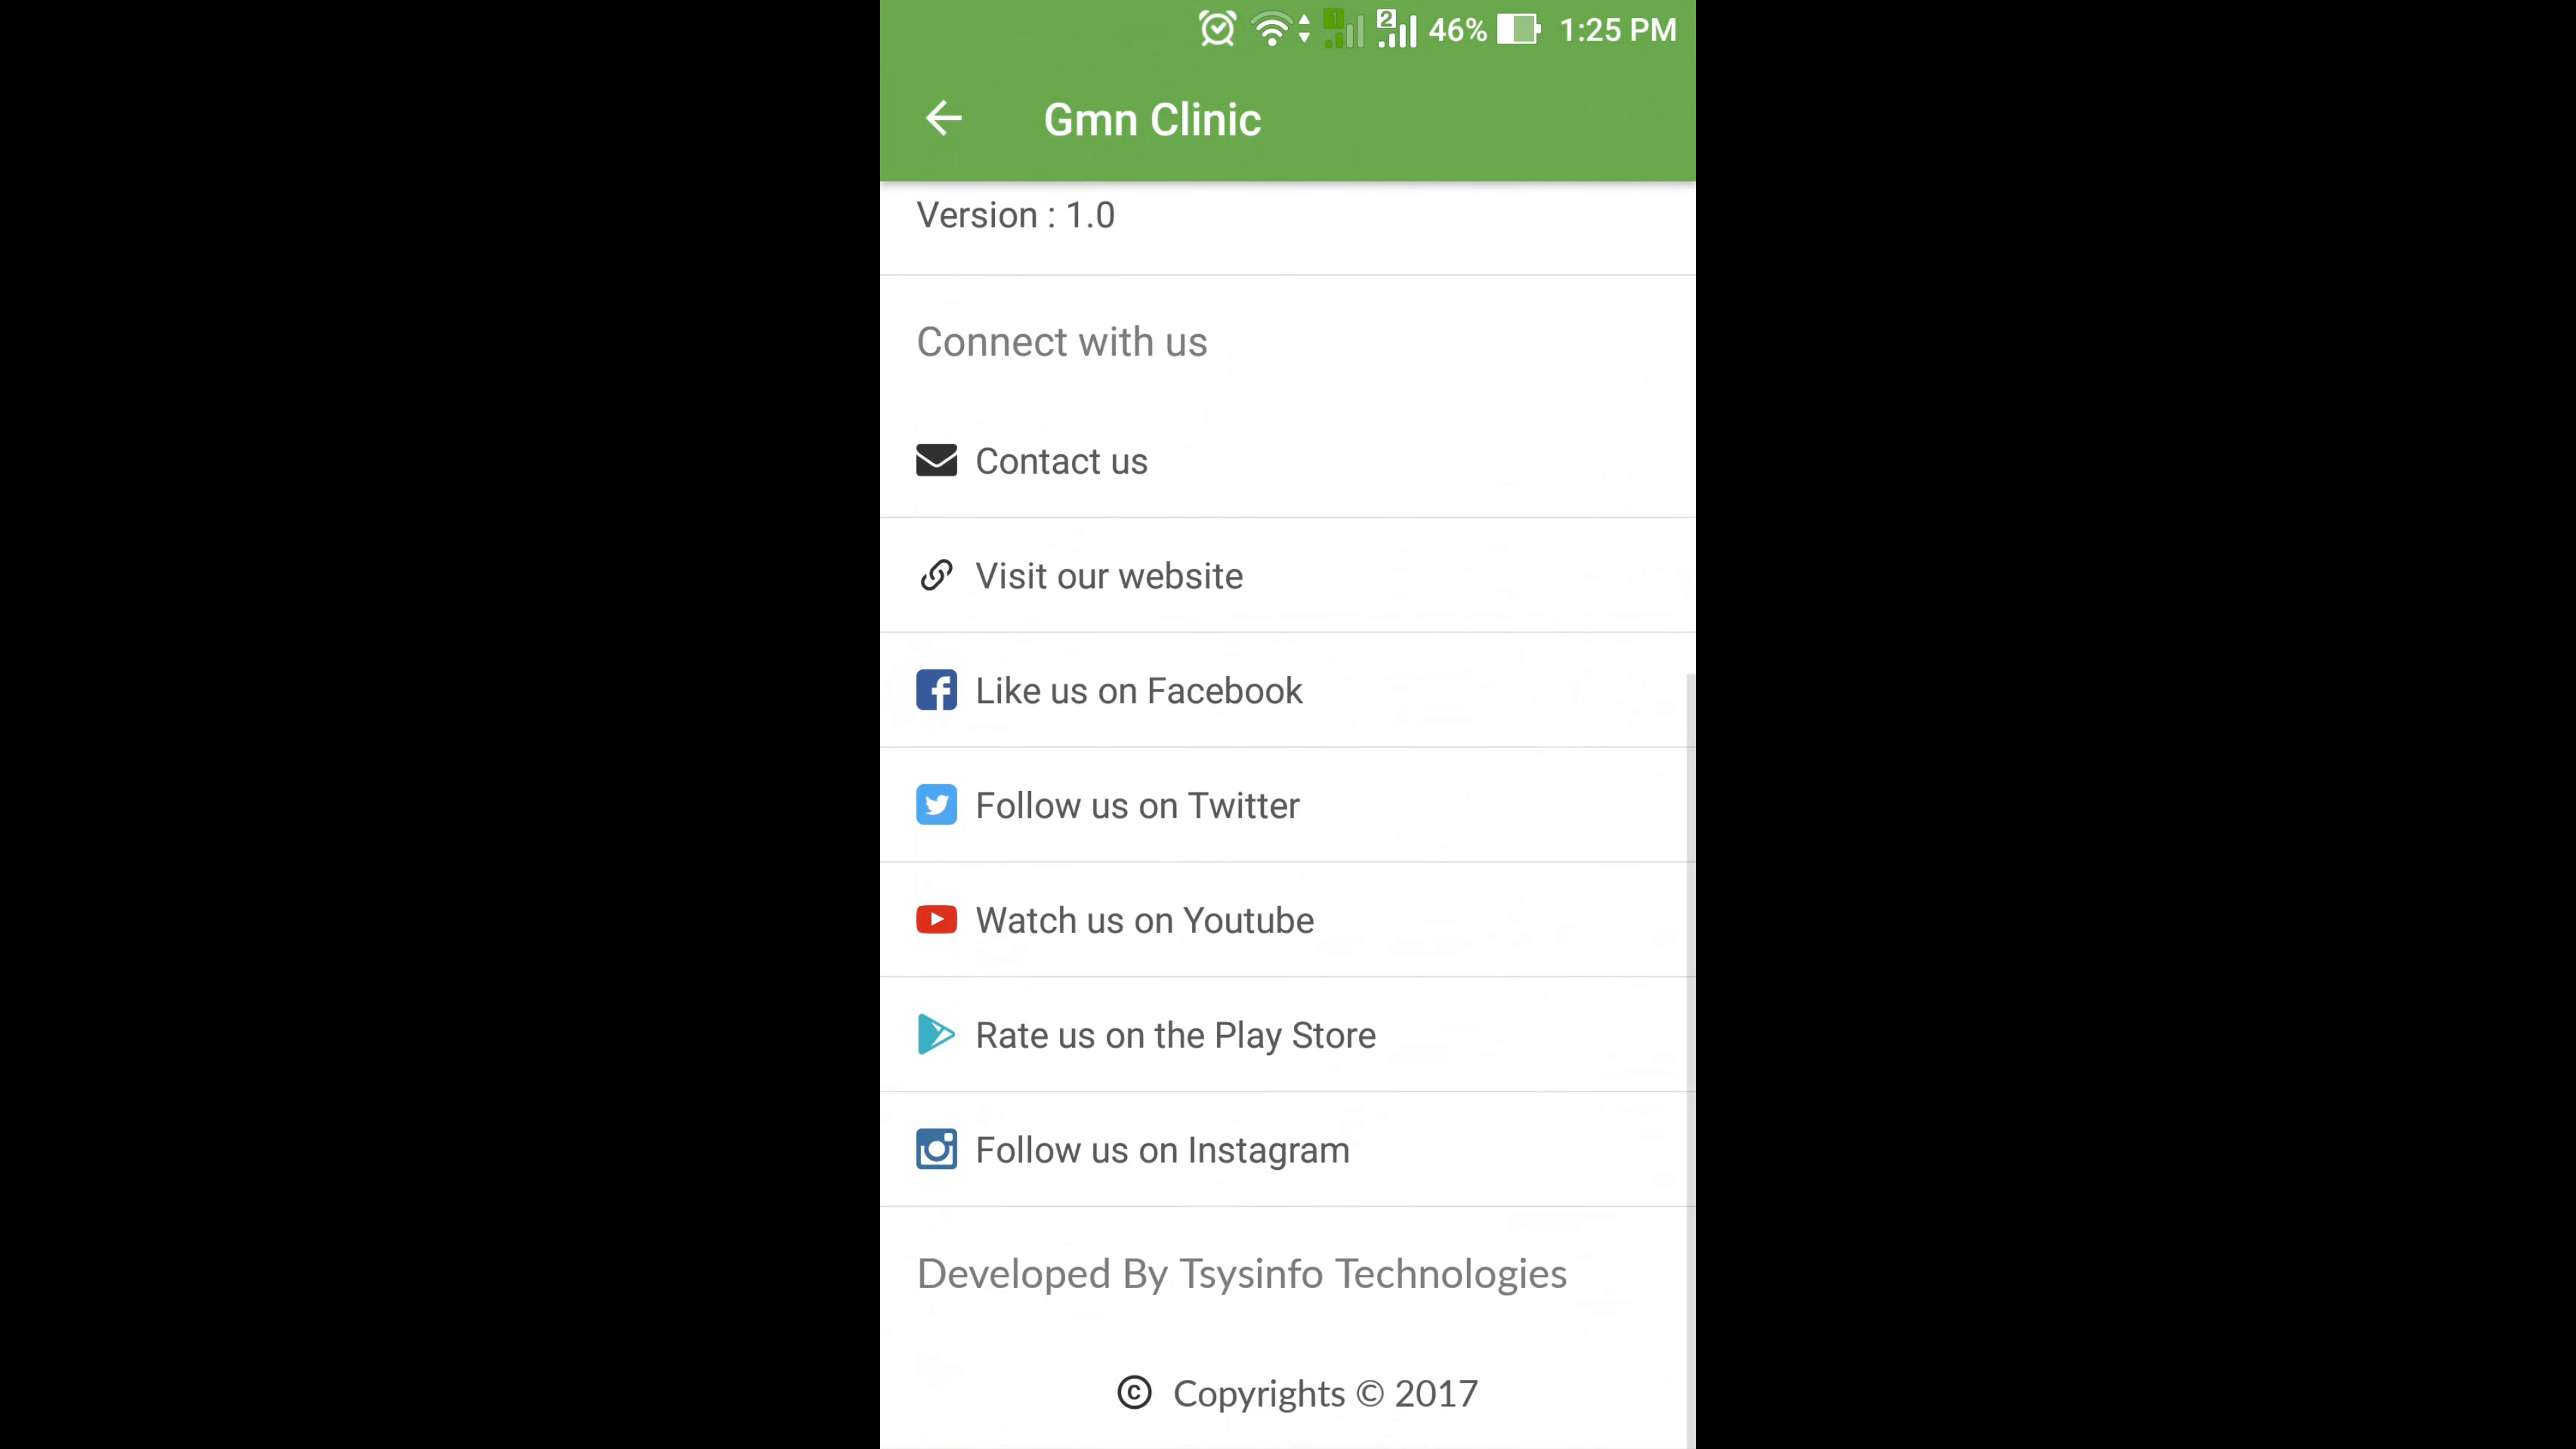 1 2 46% 1:25 PM
Gmn Clinic
Version : 1.0
Connect with us
Contact us
Visit our website
Like us on Facebook
Follow us on Twitter
Watch us on Youtube
Rate us on the Play Store
Follow us on Instagram
Developed By Tsysinfo Technologies
© Copyrights © 2017